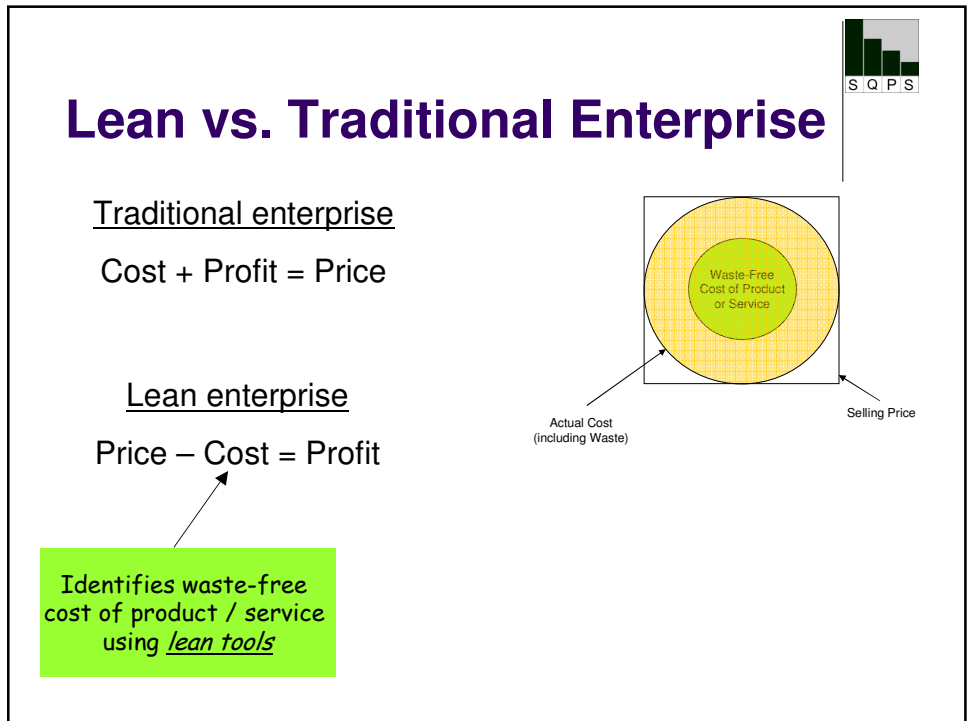 S Q P S
Lean vs. Traditional Enterprise
Traditional enterprise
Cost + Profit = Price
Lean enterprise
Price – Cost = Profit
Identifies waste-free
cost of product / service
using lean tools
Waste-Free
Cost of Product
or Service
Actual Cost
(including Waste)
Selling Price